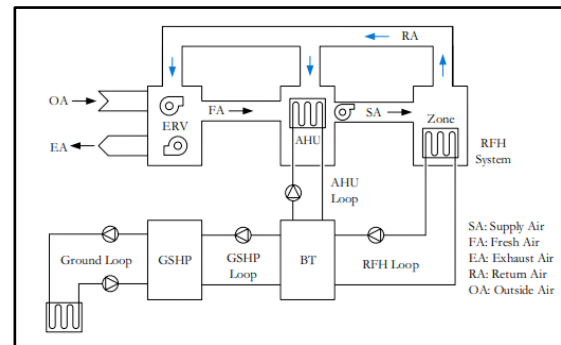 RA
OA
FA
SA
Zone
ERV
AHU
EA
RFH
System
AHU
Loop
SA: Supply Air
FA: Fresh Air
EA: Exhaust Air
RA: Return Air
OA: Outside Air
Ground Loop
GSHP
GSHP
Loop
BT
RFH Loop